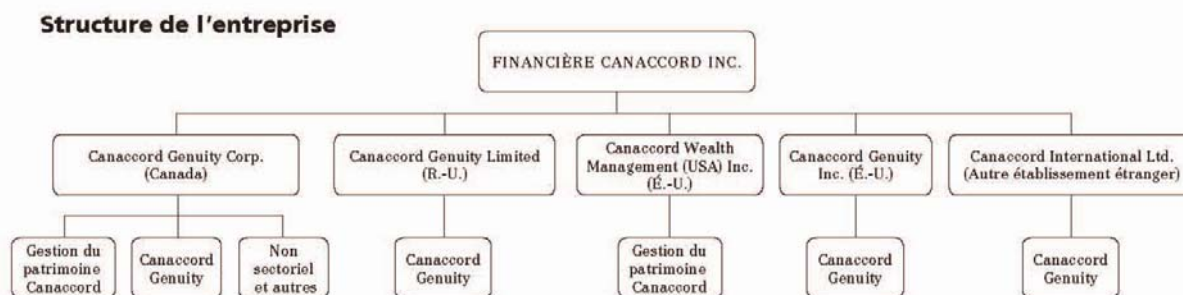 Structure de l'entreprise
FINANCIÈRE CANACCORD INC.
Canaccord Genuity Corp.
(Canada)
Canaccord Genuity Limited
(R.-U.)
Canaccord Wealth
Management (USA) Inc.
(É.-U.)
Canaccord Genuity
Inc. (É.-U.)
Canaccord International Ltd.
(Autre établissement étranger)
Gestion du
patrimoine
Canaccord
Canaccord
Genuity
Non
sectoriel
et autres
Canaccord
Genuity
Gestion du
patrimoine
Canaccord
Canaccord
Genuity
Canaccord
Genuity